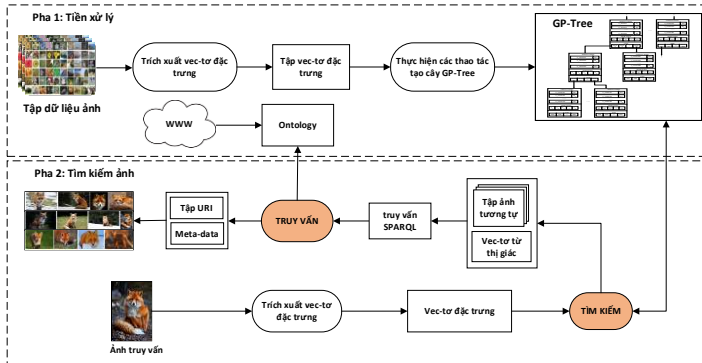 Pha 1: Tiền xử lý
GP-Tree
Trích xuất vec-tơ đặc
trưng
Tập vec-tơ đặc
trưng
Thực hiện các thao tác
tạo cây GP-Tree
Tập dữ liệu ảnh
WWW
Ontology
Pha 2: Tìm kiếm ảnh
Tập URI
Meta-data
TRUY VẤN
truy vấn
SPARQL
Tập ảnh
tương tự
Vec-tơ từ
thị giác
Trích xuất vec-tơ
đặc trưng
Vec-tơ đặc trưng
TÌM KIẾM
Ảnh truy vấn